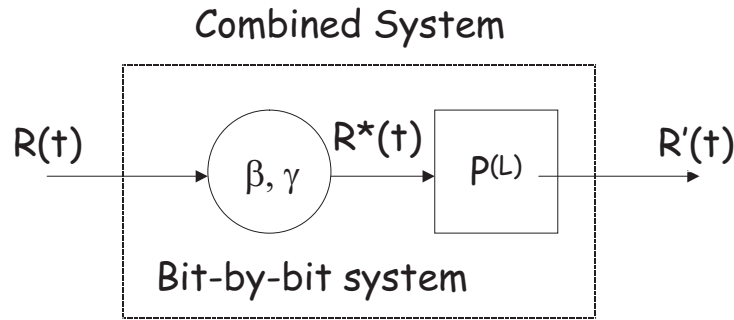 Combined System
R(t)
β, γ
R*(t)
P(L)
R'(t)
Bit-by-bit system